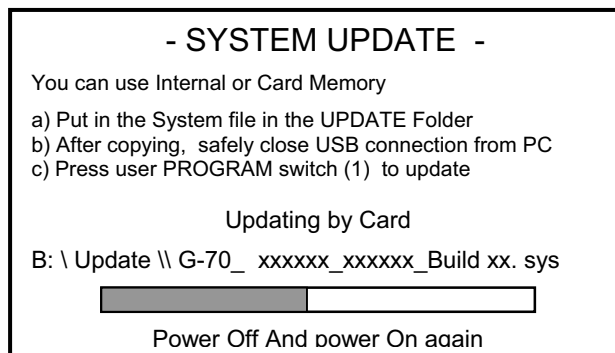 - SYSTEM UPDATE -
You can use Internal or Card Memory
a) Put in the System file in the UPDATE Folder
b) After copying, safely close USB connection from PC
c) Press user PROGRAM switch (1) to update
Updating by Card
B: \ Update \\ G-70_ xxxxxx_xxxxxx_Build xx. sys
Power Off And power On again